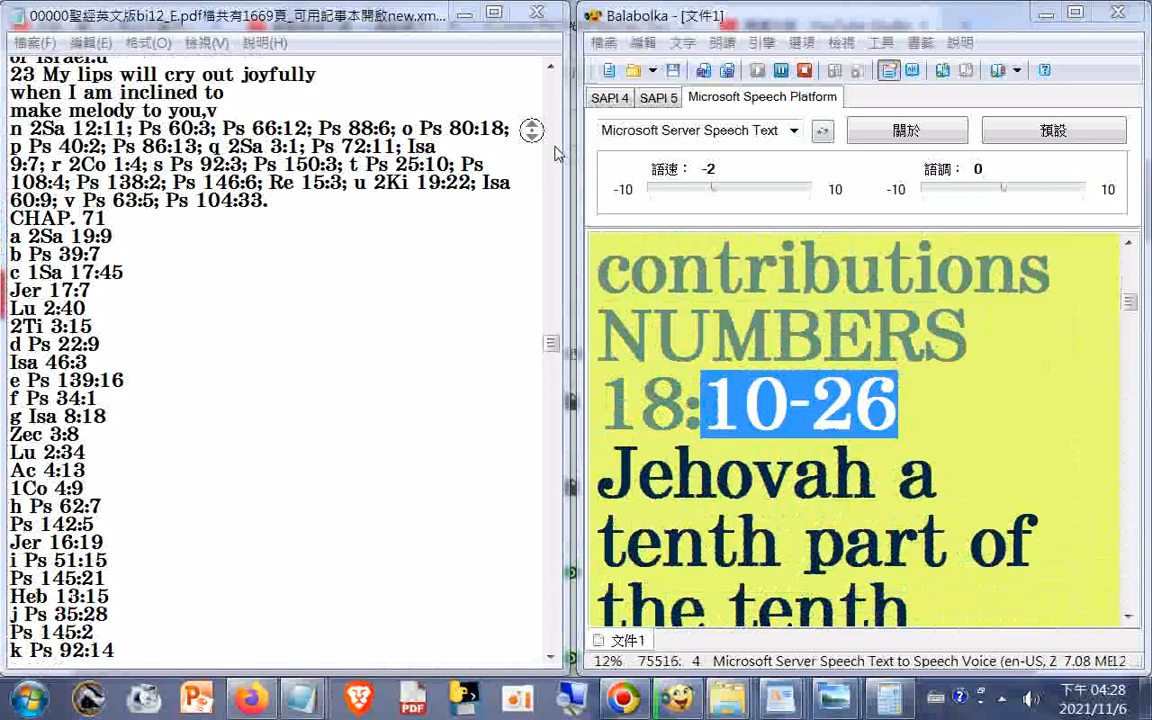 00000聖經英文版bi12_E.pdf檔共有1669頁_可用記事本開啟new.xm...
檔案(F) 編輯(E) 格式(O) 檢視(V) 說明(H)
of Israel.u
23 My lips will cry out joyfully
when I am inclined to
make melody to you,v
n 2Sa 12:11; Ps 60:3; Ps 66:12; Ps 88:6; o Ps 80:18;
p Ps 40:2; Ps 86:13; q 2Sa 3:1; Ps 72:11; Isa
9:7; r 2Co 1:4; s Ps 92:3; Ps 150:3; t Ps 25:10; Ps
108:4; Ps 138:2; Ps 146:6; Re 15:3; u 2Ki 19:22; Isa
60:9; v Ps 63:5; Ps 104:33.
CHAP. 71
a 2Sa 19:9
b Ps 39:7
c 1Sa 17:45
Jer 17:7
Lu 2:40
2Ti 3:15
d Ps 22:9
Isa 46:3
e Ps 139:16
f Ps 34:1
g Isa 8:18
Zec 3:8
Lu 2:34
Ac 4:13
1Co 4:9
h Ps 62:7
Ps 142:5
Jer 16:19
i Ps 51:15
Ps 145:21
Heb 13:15
j Ps 35:28
Ps 145:2
k Ps 92:14
Balabolka - [文件1]
檔案 編輯 文字 朗讀 引擎 選項 檢視 工具 書籤 說明
SAPI 4 SAPI 5 Microsoft Speech Platform
Microsoft Server Speech Text 關於 預設
語速: -2 語調: 0
-10 10 -10 10
contributions
NUMBERS
18:10-26
Jehovah a
tenth part of
the tenth
文件1
12% 75516: 4 Microsoft Server Speech Text to Speech Voice (en-US, Z 7.08 ME12
PDF
下午 04:28
2021/11/6